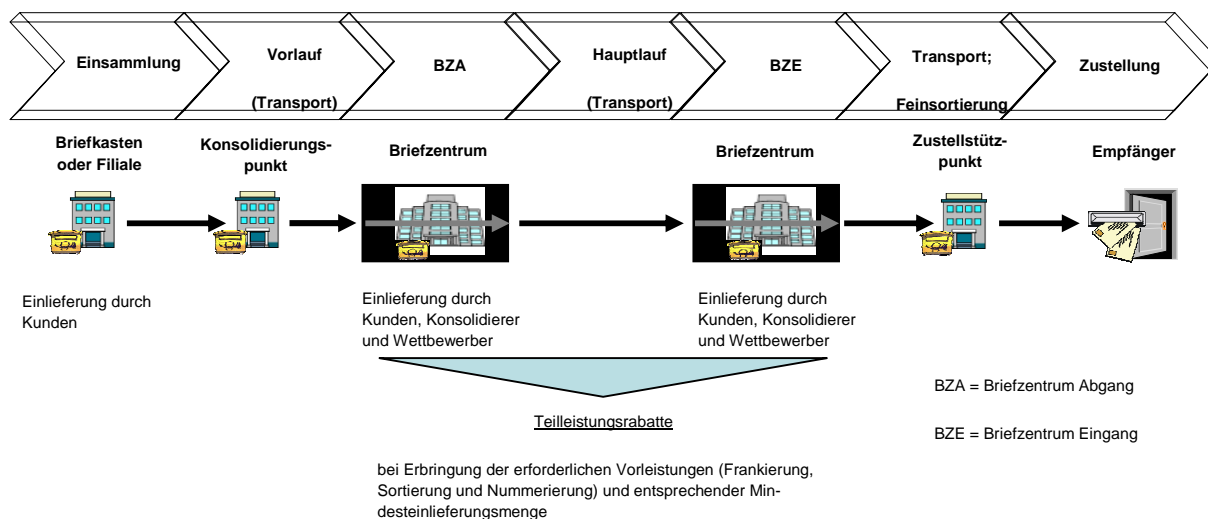 Einsammlung
Vorlauf
(Transport)
BZA
Hauptlauf
(Transport)
BZE
Transport;
Feinsortierung
Zustellung
Briefkasten
oder Filiale
Konsolidierungs-
punkt
Briefzentrum
Briefzentrum
Zustellstütz-
punkt
Empfänger
Einlieferung durch
Kunden
Einlieferung durch
Kunden, Konsolidierer
und Wettbewerber
Einlieferung durch
Kunden, Konsolidierer
und Wettbewerber
BZA = Briefzentrum Abgang
BZE = Briefzentrum Eingang
Teilleistungsrabatte
bei Erbringung der erforderlichen Vorleistungen (Frankierung,
Sortierung und Nummerierung) und entsprechender Min-
desteinlieferungsmenge